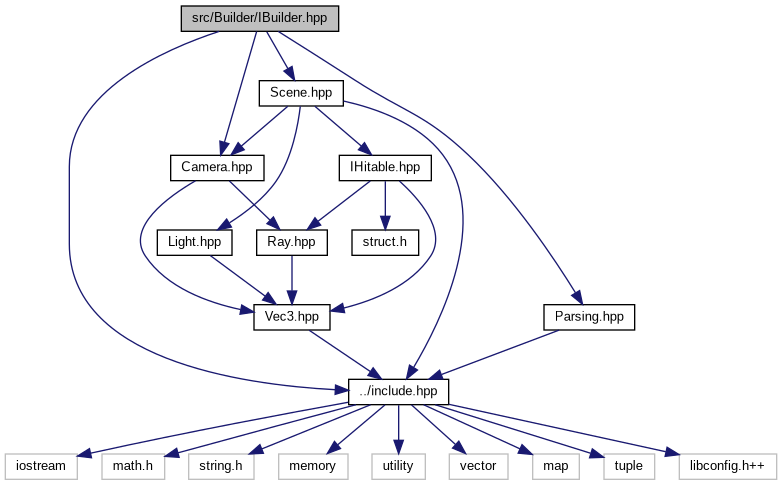 src/Builder/IBuilder.hpp
Scene.hpp
Camera.hpp
IHitable.hpp
Light.hpp
Ray.hpp
struct.h
Vec3.hpp
Parsing.hpp
../include.hpp
iostream
math.h
string.h
memory
utility
vector
map
tuple
libconfig.h++